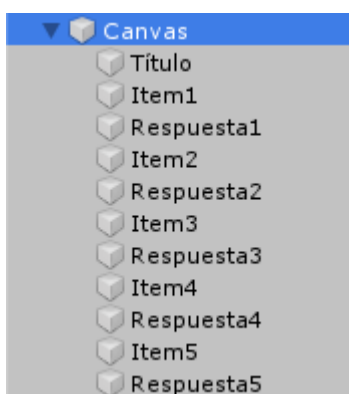 Canvas
Título
Item1
Respuesta1
Item2
Respuesta2
Item3
Respuesta3
Item4
Respuesta4
Item5
Respuesta5